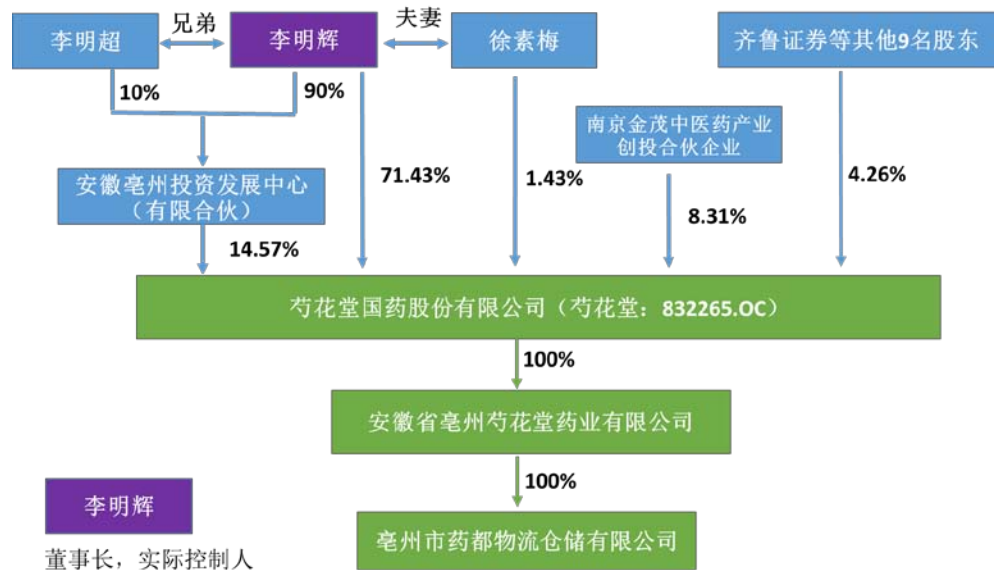 兄弟
夫妻
李明超
李明辉
徐素梅
齐鲁证券等其他9名股东
10%
90%
南京金茂中医药产业
创投合伙企业
安徽亳州投资发展中心
（有限合伙）
71.43%
1.43%
4.26%
8.31%
14.57%
芍花堂国药股份有限公司（芍花堂：832265.OC）
100%
安徽省亳州芍花堂药业有限公司
100%
李明辉
亳州市药都物流仓储有限公司
董事长，实际控制人